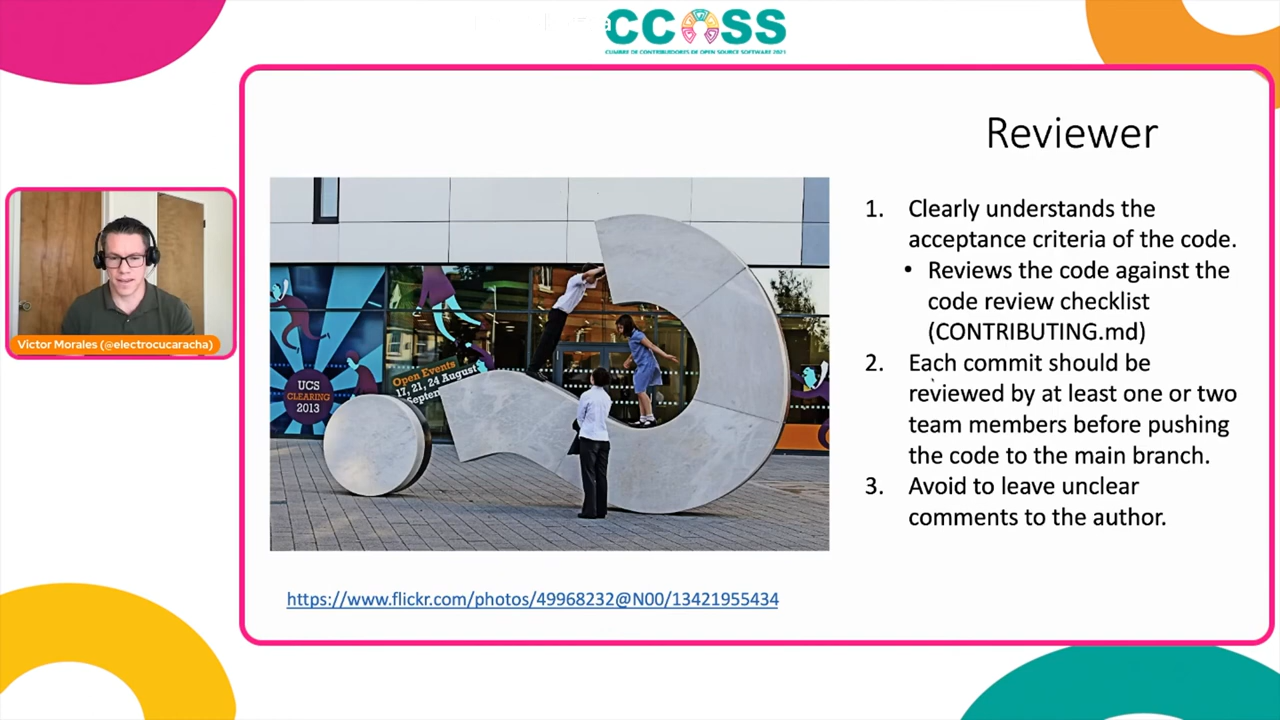 CCOSS
CUMBRE DE CONTRIBUIDORES DE OPEN SOURCE SOFTWARE 2021
Reviewer
1. Clearly understands the
acceptance criteria of the code.
• Reviews the code against the
code review checklist
(CONTRIBUTING.md)
2. Each commit should be
reviewed by at least one or two
team members before pushing
the code to the main branch.
3. Avoid to leave unclear
comments to the author.
Victor Morales (@electrocucaracha)
Open Events
17, 21, 24 August
UCS
CLEARING
2013
https://www.flickr.com/photos/49968232@N00/13421955434